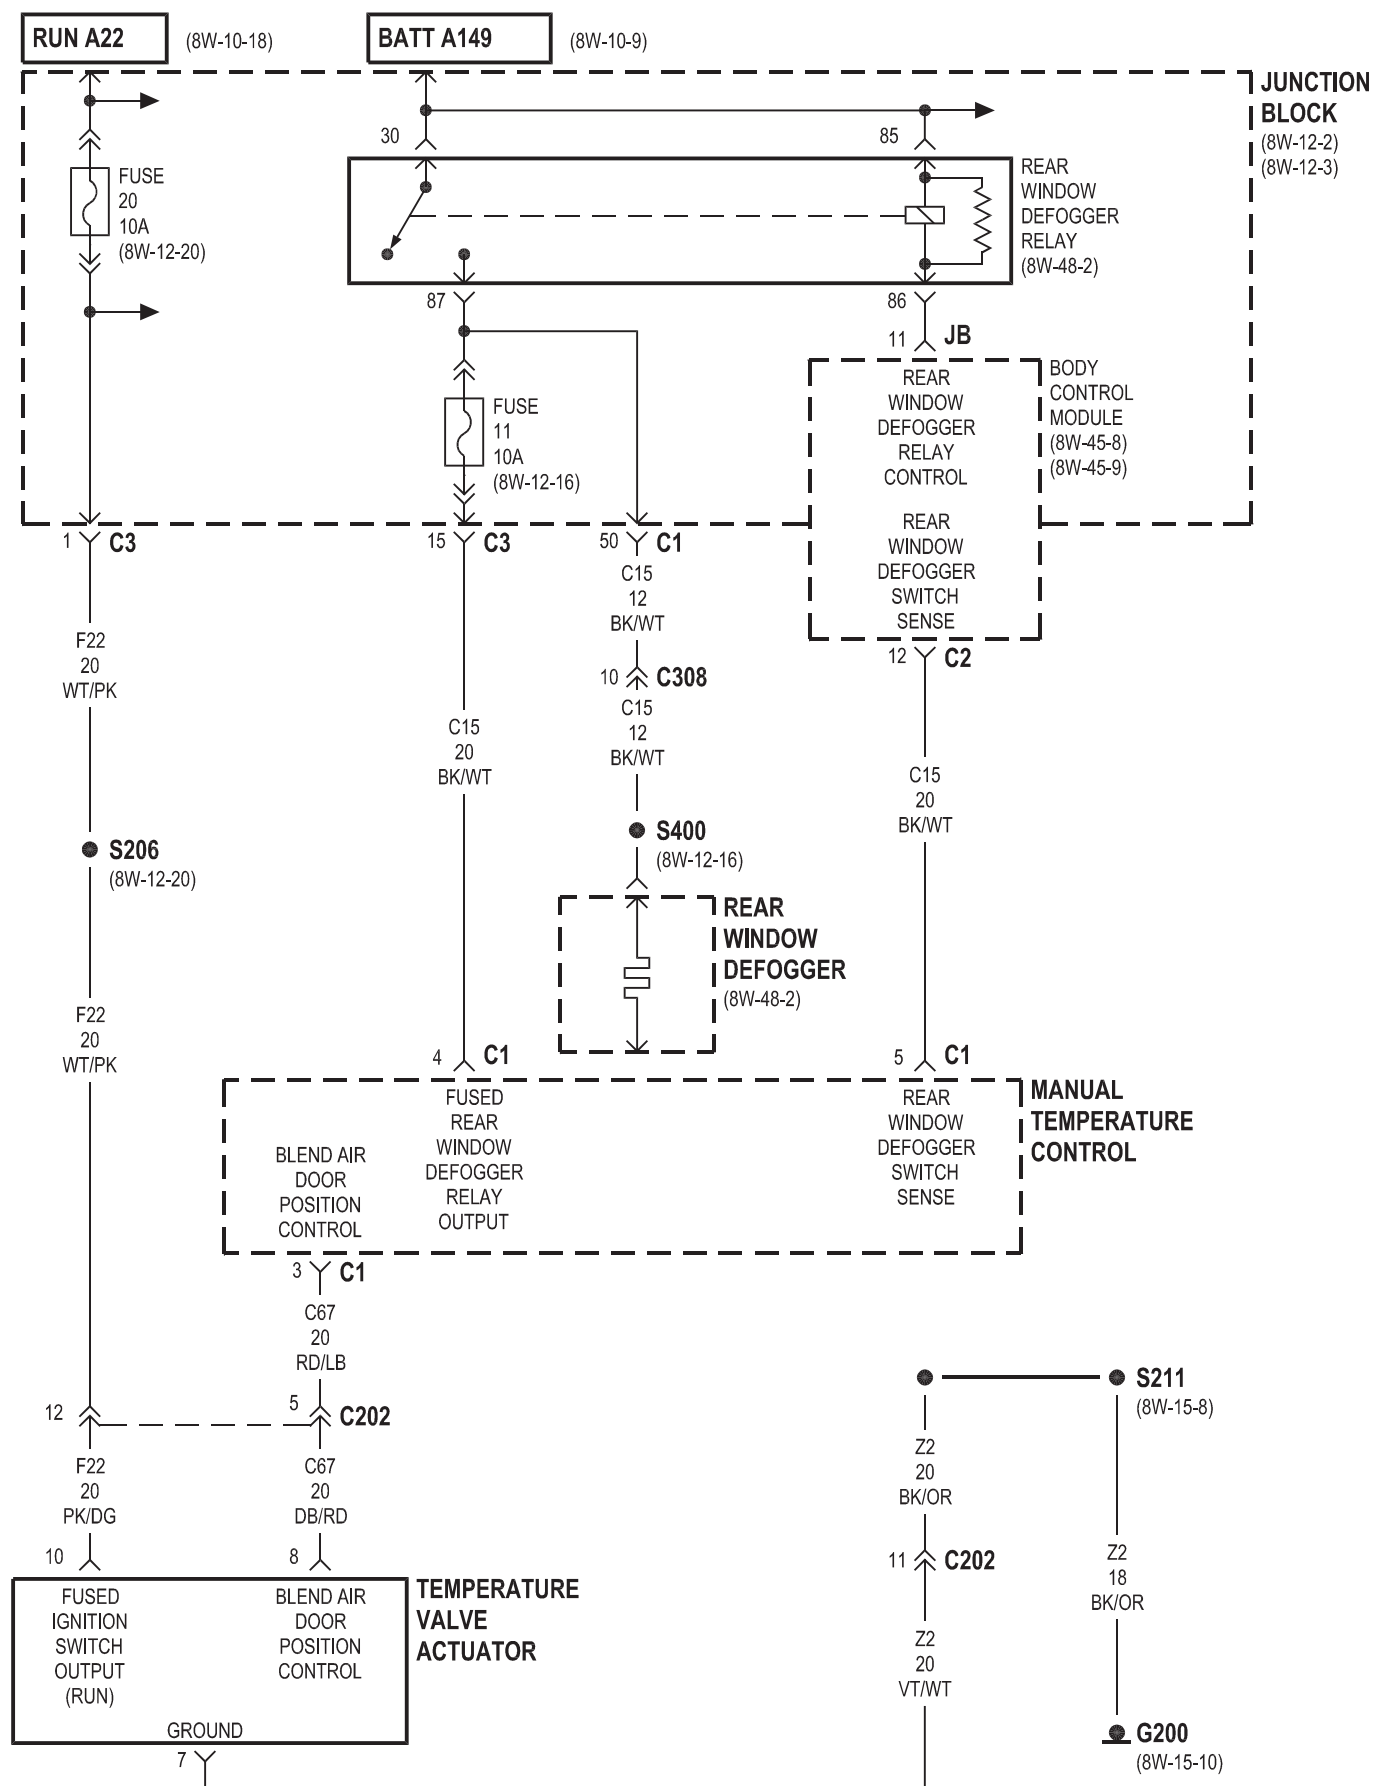 RUN A22
(8W-10-18)
BATT A149
(8W-10-9)
JUNCTION
BLOCK
(8W-12-2)
(8W-12-3)
30
85
FUSE
20
10A
(8W-12-20)
REAR
WINDOW
DEFOGGER
RELAY
(8W-48-2)
87
86
11
JB
FUSE
11
10A
(8W-12-16)
REAR
WINDOW
DEFOGGER
RELAY
CONTROL
REAR
WINDOW
DEFOGGER
SWITCH
SENSE
BODY
CONTROL
MODULE
(8W-45-8)
(8W-45-9)
1
C3
15
C3
50
C1
C15
12
BK/WT
12
C2
F22
20
WT/PK
10
C308
C15
12
BK/WT
C15
20
BK/WT
C15
20
BK/WT
S206
(8W-12-20)
S400
(8W-12-16)
REAR
WINDOW
DEFOGGER
(8W-48-2)
F22
20
WT/PK
4
C1
5
C1
FUSED
REAR
WINDOW
DEFOGGER
RELAY
OUTPUT
BLEND AIR
DOOR
POSITION
CONTROL
REAR
WINDOW
DEFOGGER
SWITCH
SENSE
MANUAL
TEMPERATURE
CONTROL
3
C1
C67
20
RD/LB
12
5
C202
S211
(8W-15-8)
F22
20
PK/DG
C67
20
DB/RD
Z2
20
BK/OR
10
8
11
C202
Z2
18
BK/OR
FUSED
IGNITION
SWITCH
OUTPUT
(RUN)
BLEND AIR
DOOR
POSITION
CONTROL
TEMPERATURE
VALVE
ACTUATOR
Z2
20
VT/WT
GROUND
7
G200
(8W-15-10)